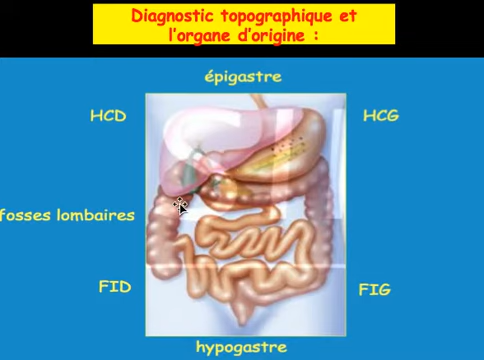 Diagnostic topographique et
l'organe d'origine :
épigastre
HCD
HCG
fosses lombaires
FID
FIG
hypogastre